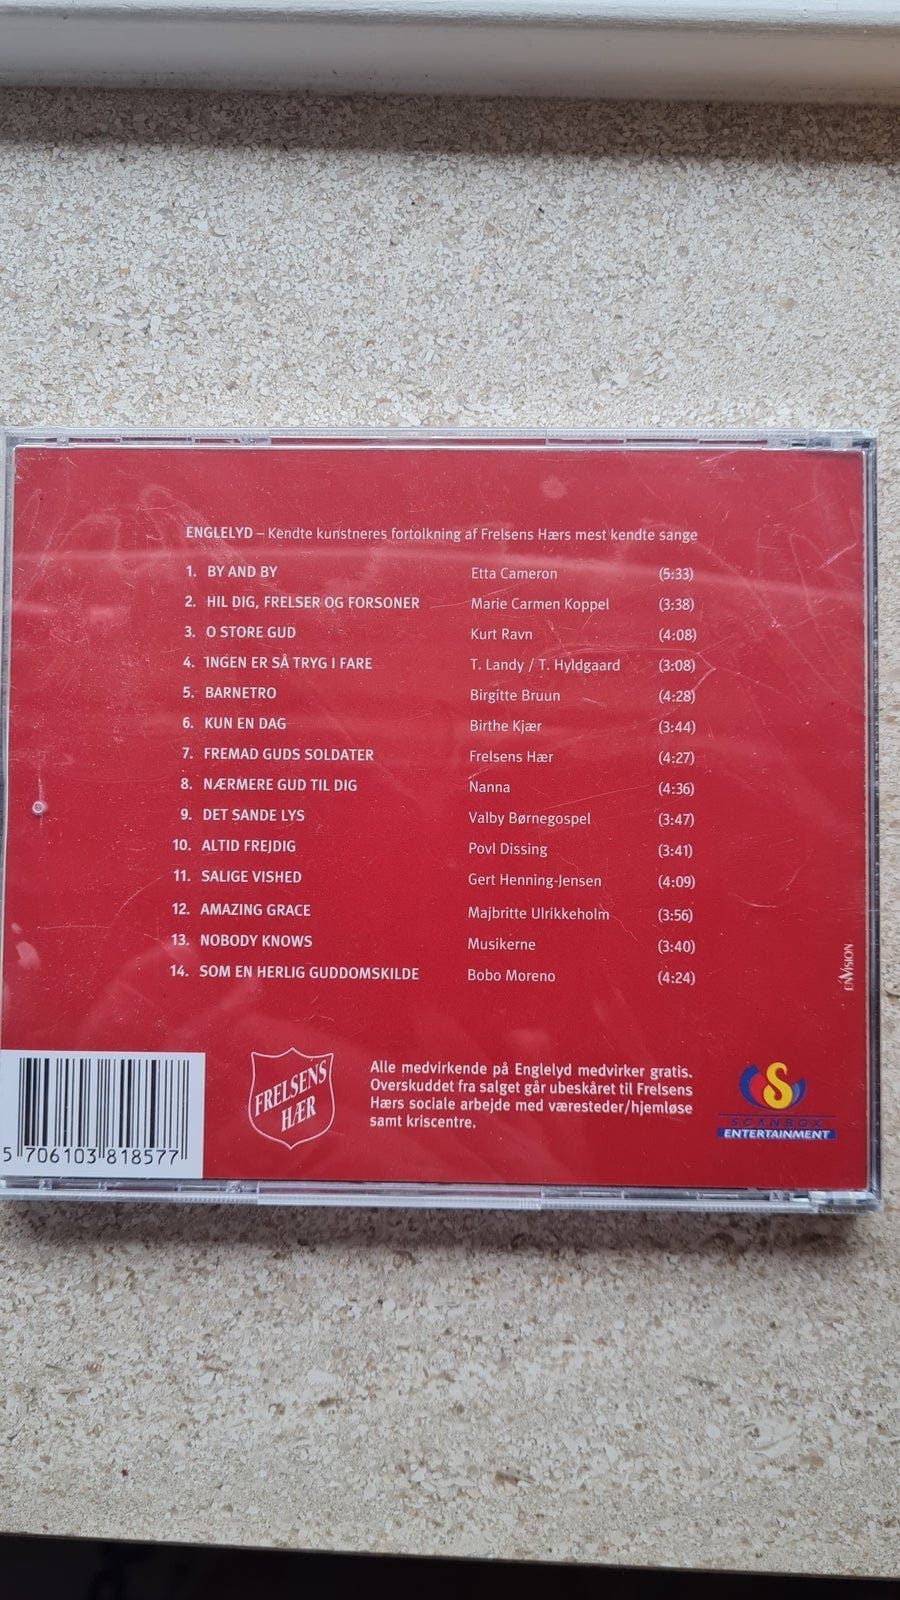 ENGLELYD – Kendte kunstneres fortolkning af Frelsens Hærs mest kendte sange
1. BY AND BY Etta Cameron (5:33)
2. HIL DIG, FRELSER OG FORSONER Marie Carmen Koppel (3:38)
3. O STORE GUD Kurt Ravn (4:08)
4. INGEN ER SÅ TRYG I FARE T. Landy / T. Hyldgaard (3:08)
5. BARNETRO Birgitte Bruun (4:28)
6. KUN EN DAG Birthe Kjær (3:44)
7. FREMAD GUDS SOLDATER Frelsens Hær (4:27)
8. NÆRMERE GUD TIL DIG Nanna (4:36)
9. DET SANDE LYS Valby Børnegospel (3:47)
10. ALTID FREJDIG Povl Dissing (3:41)
11. SALIGE VISHED Gert Henning-Jensen (4:09)
12. AMAZING GRACE Majbritte Ulrikkeholm (3:56)
13. NOBODY KNOWS Musikerne (3:40)
14. SOM EN HERLIG GUDDOMSKILDE Bobo Moreno (4:24)
ENVISION
5 706103 818577
FRELSENS
HÆR
Alle medvirkende på Englelyd medvirker gratis.
Overskuddet fra salget går ubeskåret til Frelsens
Hærs sociale arbejde med væresteder/hjemløse
samt kriscentre.
S
SCANBOX
ENTERTAINMENT